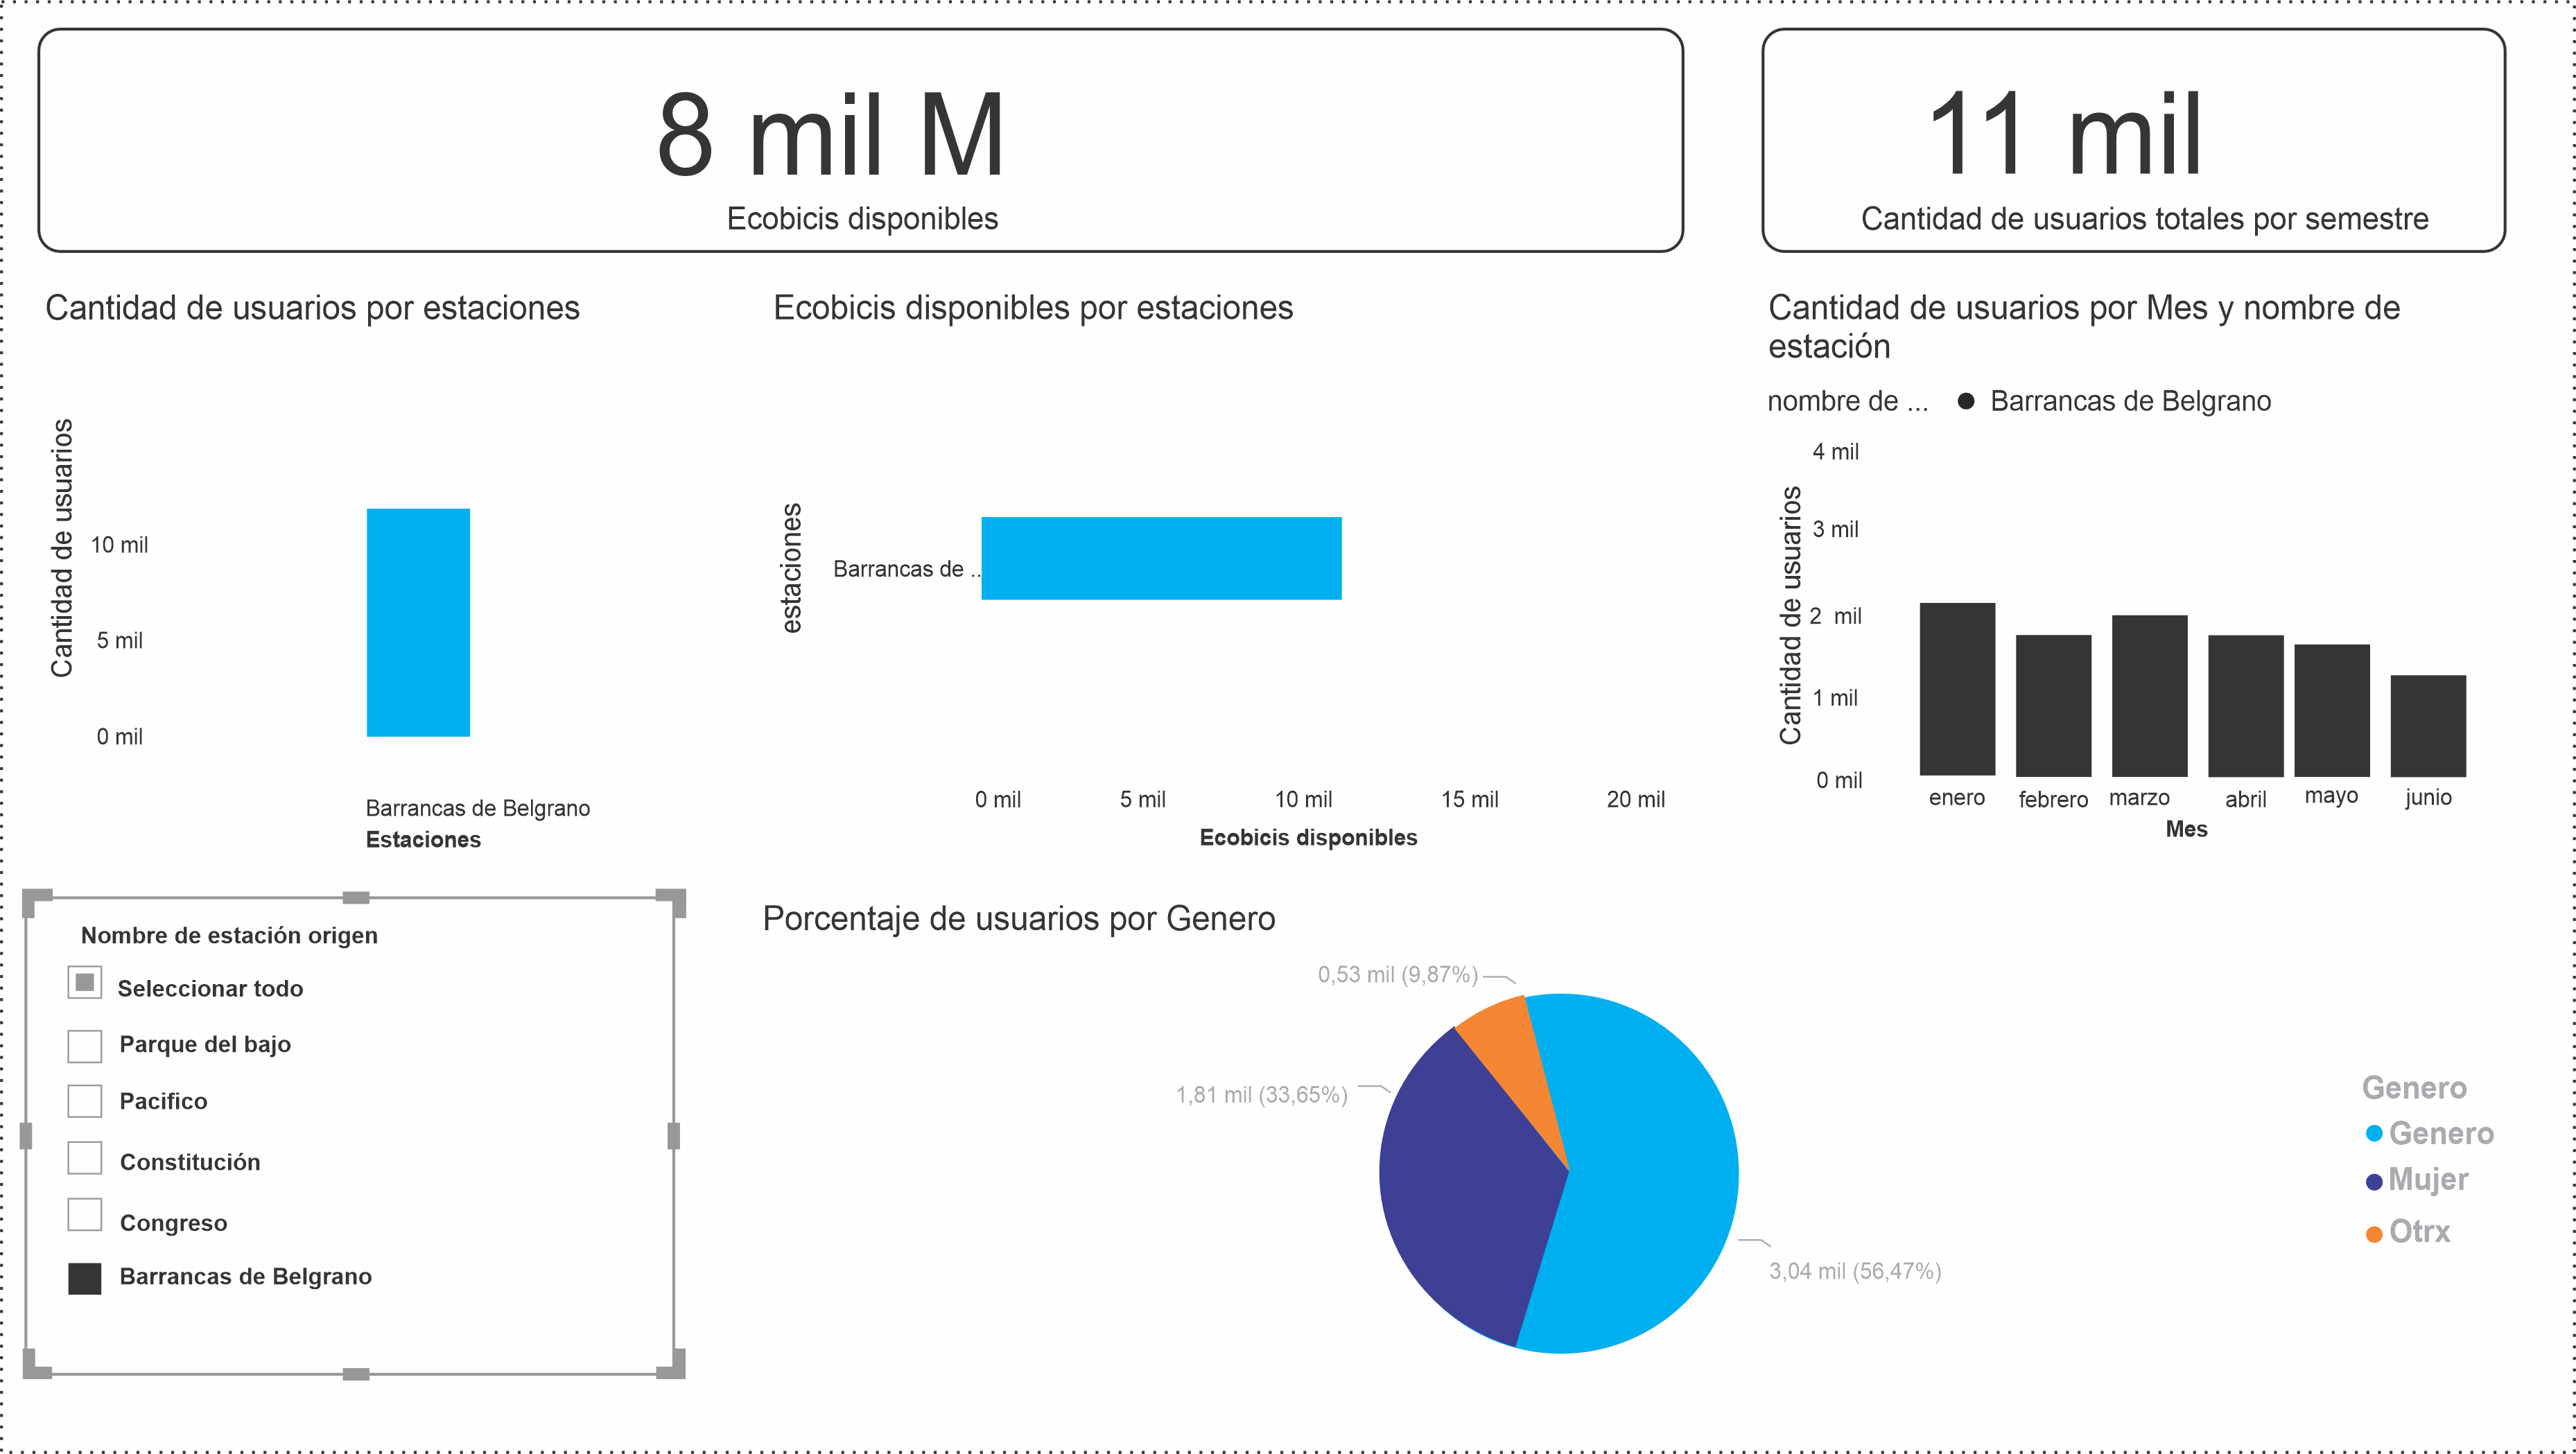 8 mil M
Ecobicis disponibles
11 mil
Cantidad de usuarios totales por semestre
Cantidad de usuarios por estaciones
Cantidad de usuarios
10 mil
5 mil
0 mil
Barrancas de Belgrano
Estaciones
Ecobicis disponibles por estaciones
estaciones
Barrancas de ..
0 mil
5 mil
10 mil
15 mil
20 mil
Ecobicis disponibles
Cantidad de usuarios por Mes y nombre de
estación
nombre de ... Barrancas de Belgrano
Cantidad de usuarios
4 mil
3 mil
2 mil
1 mil
0 mil
enero
febrero
marzo
abril
mayo
junio
Mes
Nombre de estación origen
Seleccionar todo
Parque del bajo
Pacifico
Constitución
Congreso
Barrancas de Belgrano
Porcentaje de usuarios por Genero
0,53 mil (9,87%)
1,81 mil (33,65%)
3,04 mil (56,47%)
Genero
Genero
Mujer
Otrx